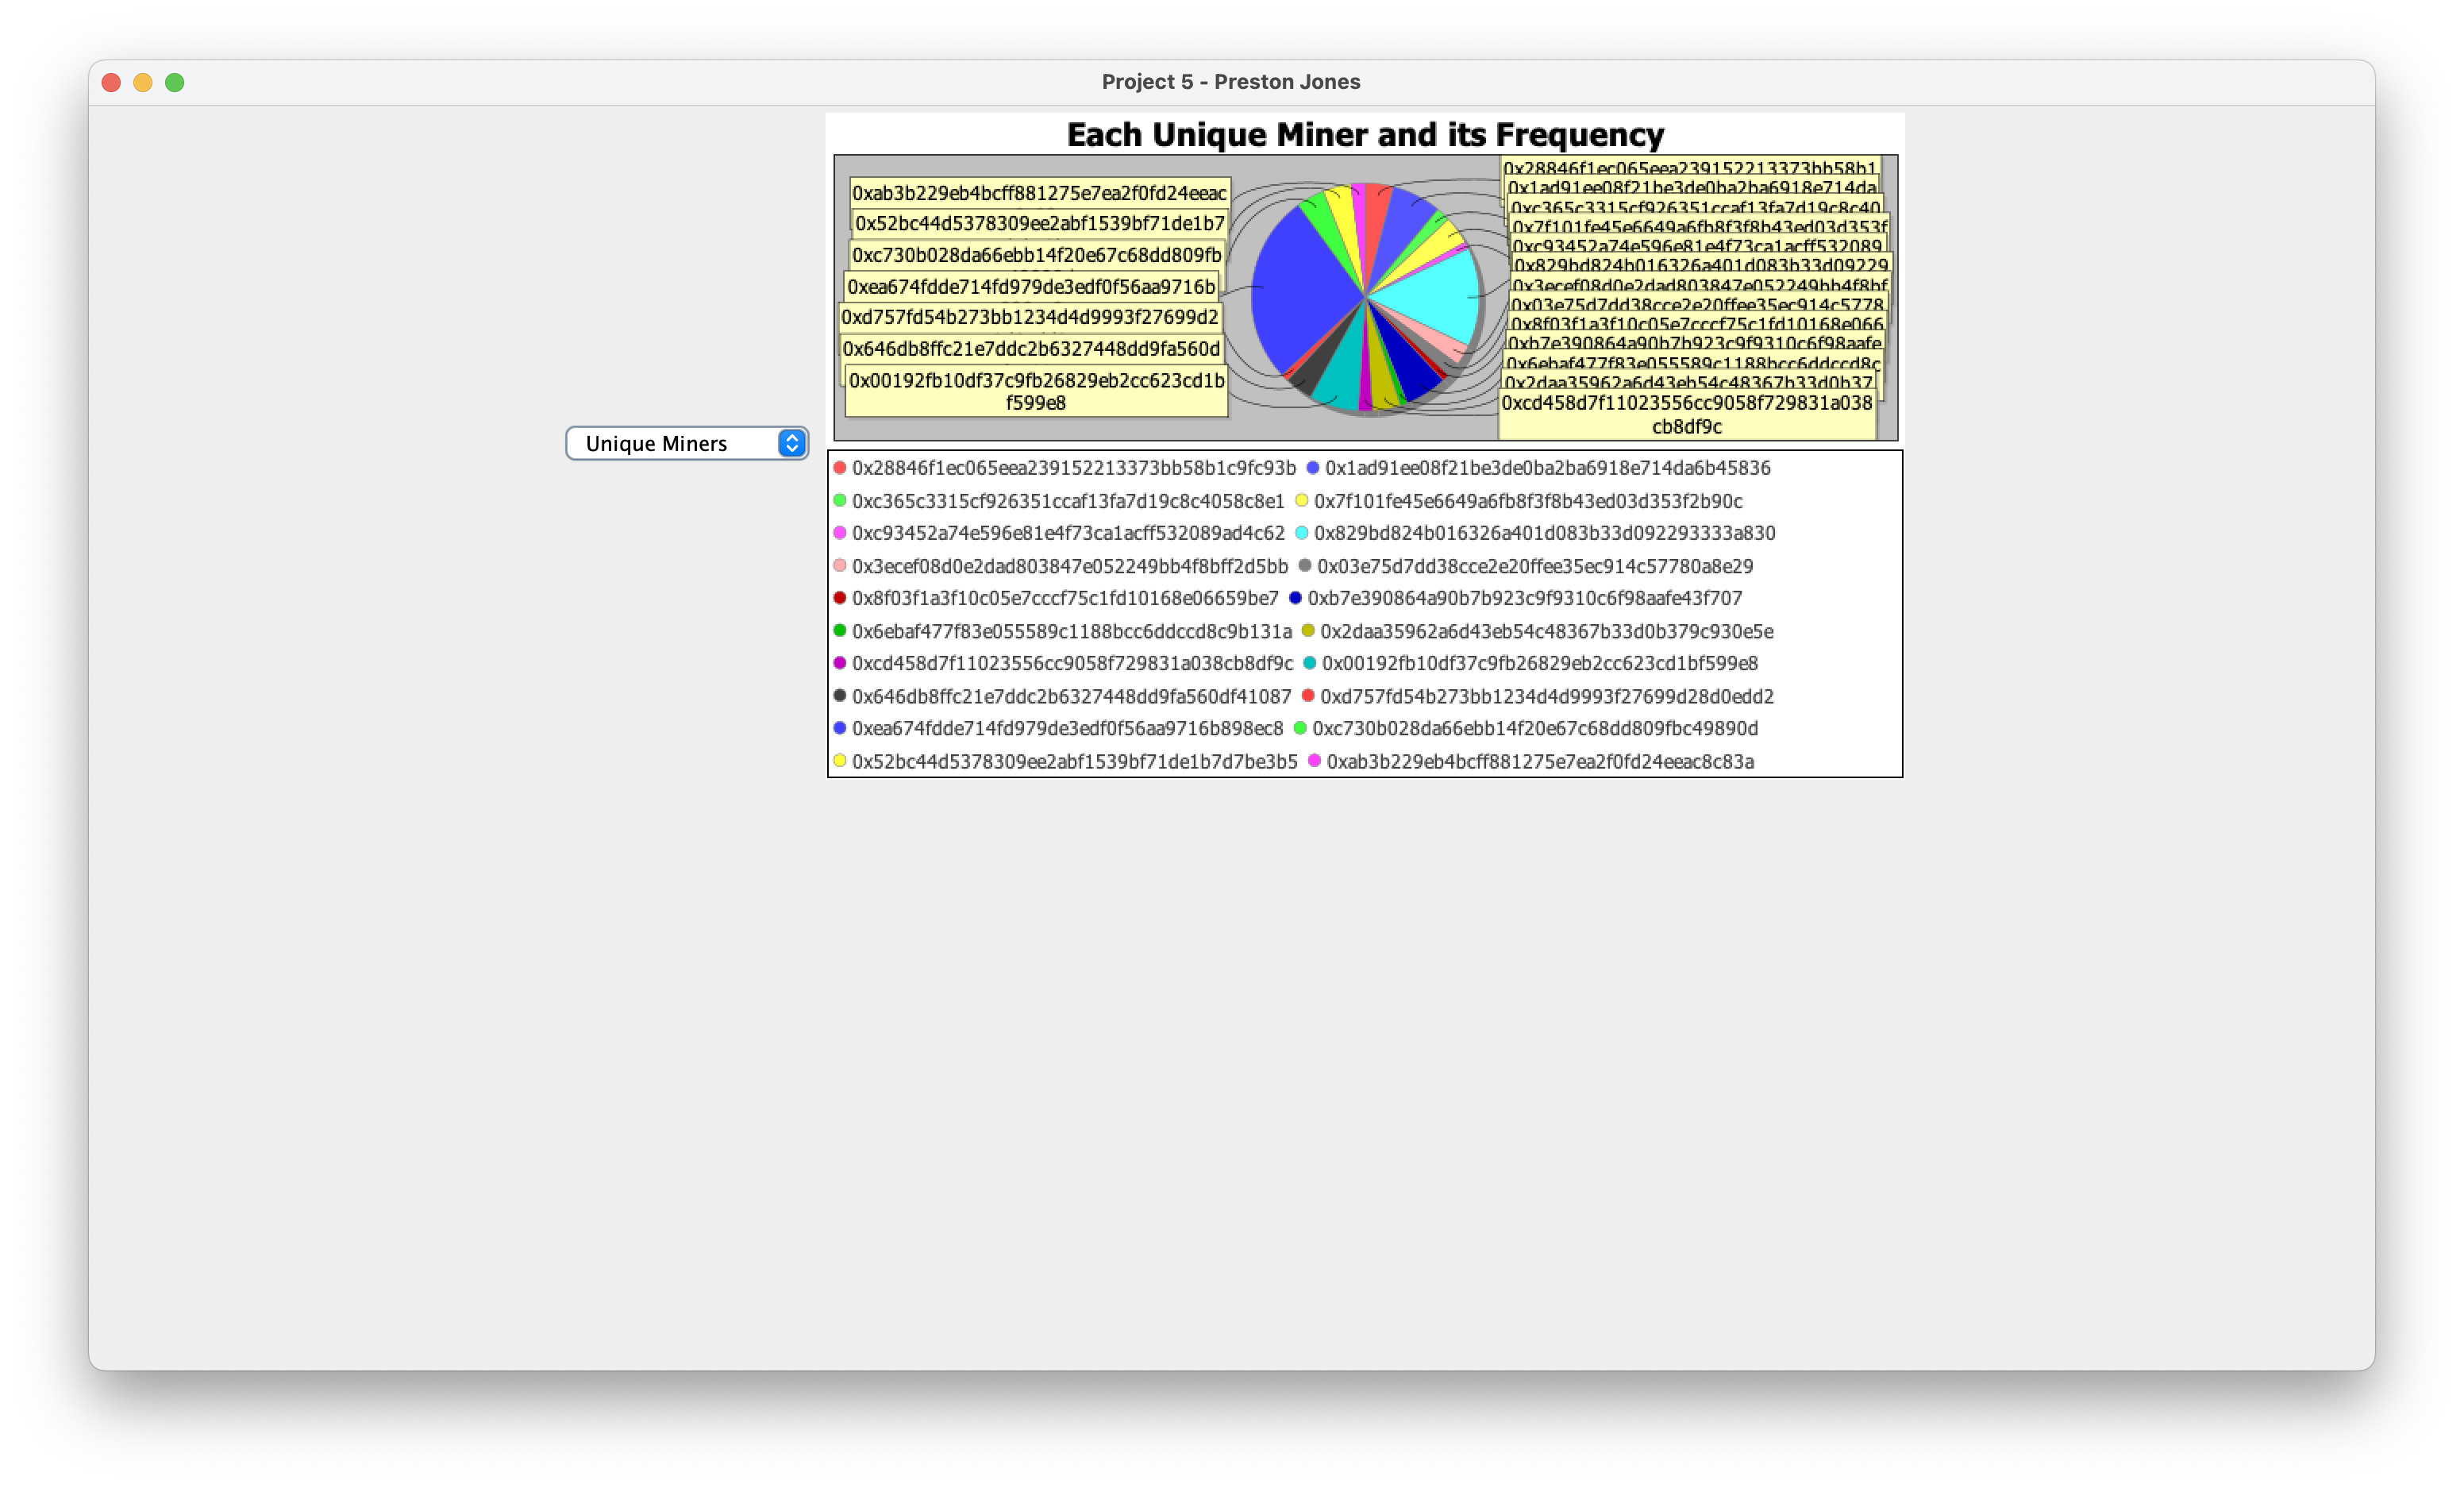 Project 5 - Preston Jones
Each Unique Miner and its Frequency
0xab3b229eb4bcff881275e7ea2f0fd24eeac
0x52bc44d5378309ee2abf1539bf71de1b7
0xc730b028da66ebb14f20e67c68dd809fb
0xea674fdde714fd979de3edf0f56aa9716b
0xd757fd54b273bb1234d4d9993f27699d2
0x646db8ffc21e7ddc2b6327448dd9fa560d
0x00192fb10df37c9fb26829eb2cc623cd1b
f599e8
0x28846f1ec065eea239152213373bb58b1
0x1ad91ee08f21be3de0ba2ba6918e714da
0xc365c3315cf926351ccaf13fa7d19c8c40
0x7f101fe45e6649a6fb8f3f8b43ed03d353f
0xc93452a74e596e81e4f73ca1acff532089
0x829bd824b016326a401d083b33d09229
0x3ecef08d0e2dad803847e052249bb4f8bf
0x03e75d7dd38cce2e20ffee35ec914c5778
0x8f03f1a3f10c05e7cccf75c1fd10168e066
0xb7e390864a90b7b923c9f9310c6f98aafe
0x6ebaf477f83e055589c1188bcc6ddccd8c
0x2daa35962a6d43eb54c48367b33d0b37
0xcd458d7f11023556cc9058f729831a038
cb8df9c
Unique Miners
0x28846f1ec065eea239152213373bb58b1c9fc93b 0x1ad91ee08f21be3de0ba2ba6918e714da6b45836
0xc365c3315cf926351ccaf13fa7d19c8c4058c8e1 0x7f101fe45e6649a6fb8f3f8b43ed03d353f2b90c
0xc93452a74e596e81e4f73ca1acff532089ad4c62 0x829bd824b016326a401d083b33d092293333a830
0x3ecef08d0e2dad803847e052249bb4f8bff2d5bb 0x03e75d7dd38cce2e20ffee35ec914c57780a8e29
0x8f03f1a3f10c05e7cccf75c1fd10168e06659be7 0xb7e390864a90b7b923c9f9310c6f98aafe43f707
0x6ebaf477f83e055589c1188bcc6ddccd8c9b131a 0x2daa35962a6d43eb54c48367b33d0b379c930e5e
0xcd458d7f11023556cc9058f729831a038cb8df9c 0x00192fb10df37c9fb26829eb2cc623cd1bf599e8
0x646db8ffc21e7ddc2b6327448dd9fa560df41087 0xd757fd54b273bb1234d4d9993f27699d28d0edd2
0xea674fdde714fd979de3edf0f56aa9716b898ec8 0xc730b028da66ebb14f20e67c68dd809fbc49890d
0x52bc44d5378309ee2abf1539bf71de1b7d7be3b5 0xab3b229eb4bcff881275e7ea2f0fd24eeac8c83a